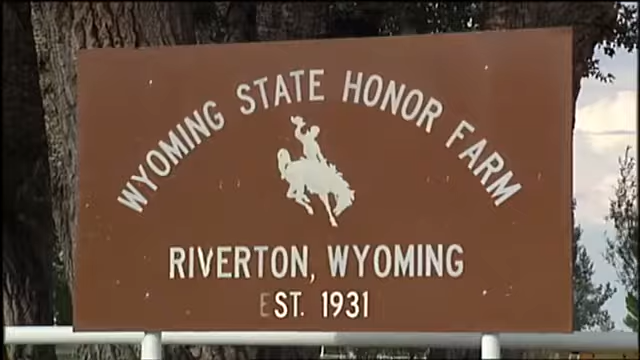 WYOMING STATE HONOR FARM
RIVERTON, WYOMING
EST. 1931